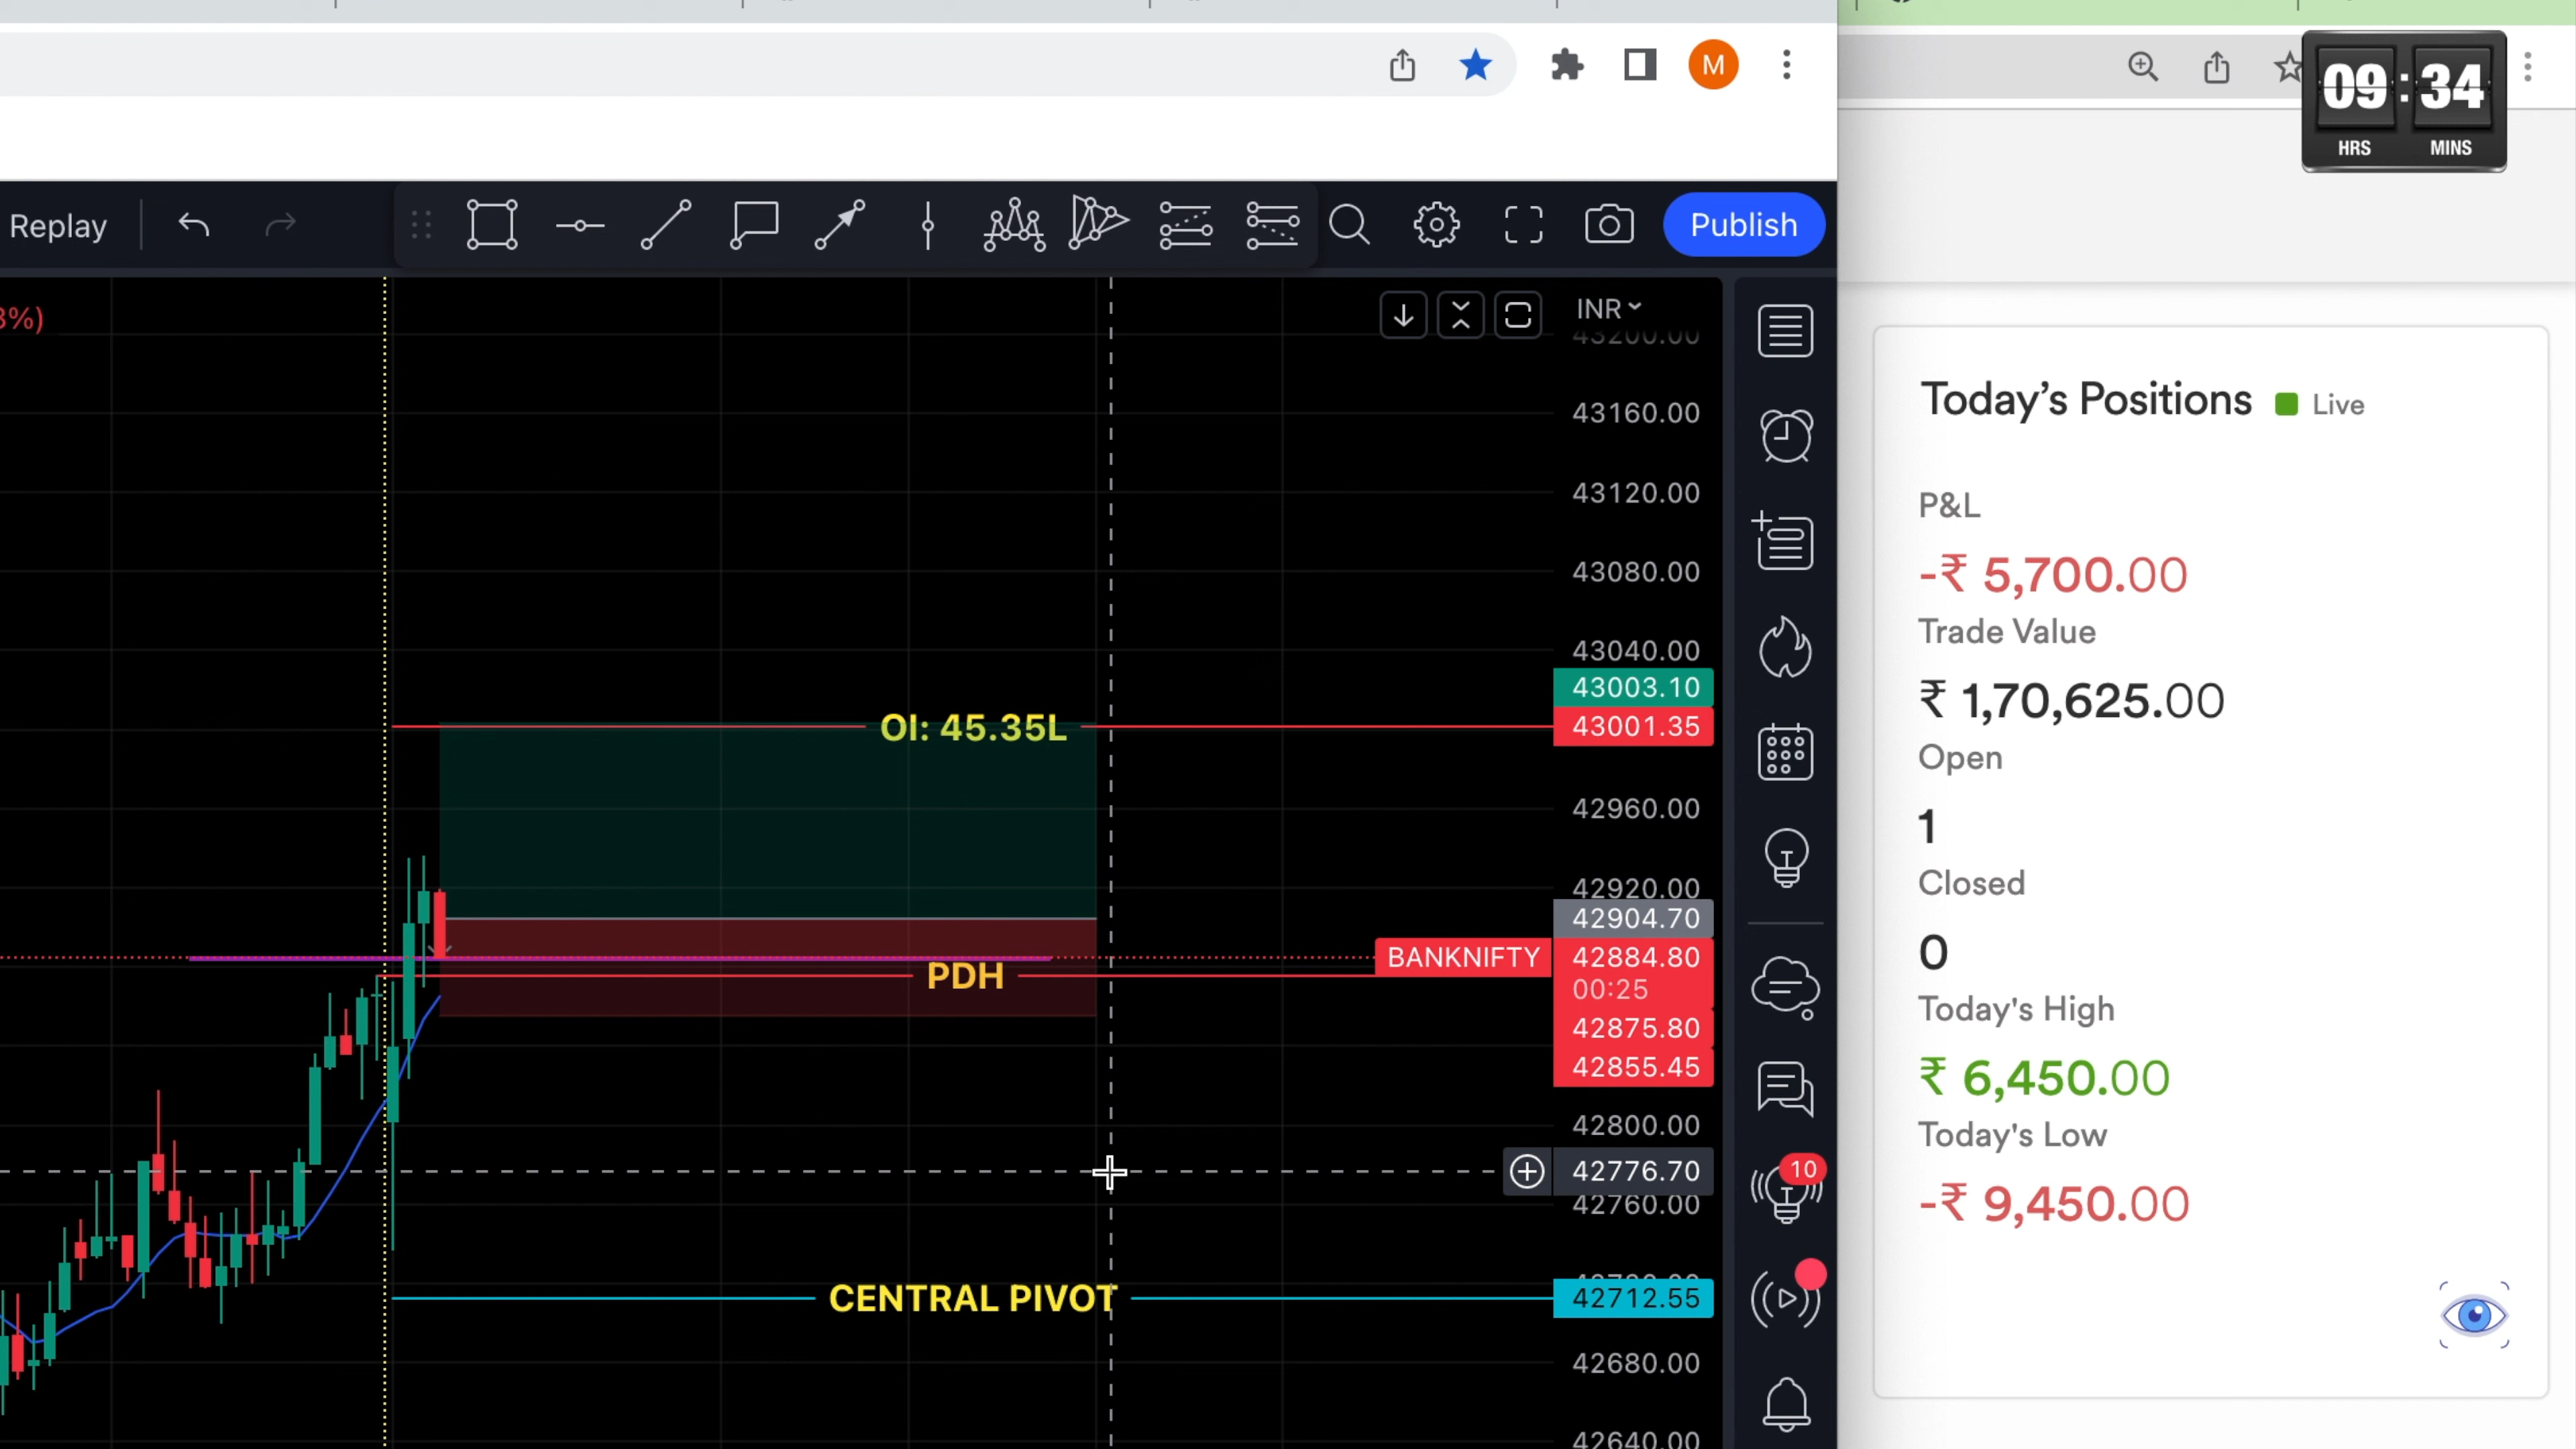 M
09:34
HRS MINS
Replay
Publish
3%)
INR
43200.00
43160.00
43120.00
43080.00
43040.00
43003.10
OI: 45.35L
43001.35
42960.00
42920.00
42904.70
BANKNIFTY 42884.80
00:25
PDH
42875.80
42855.45
42800.00
42776.70
42760.00
CENTRAL PIVOT
42712.55
42680.00
42640.00
10
Today's Positions Live
P&L
-₹ 5,700.00
Trade Value
₹ 1,70,625.00
Open
1
Closed
0
Today's High
₹ 6,450.00
Today's Low
-₹ 9,450.00